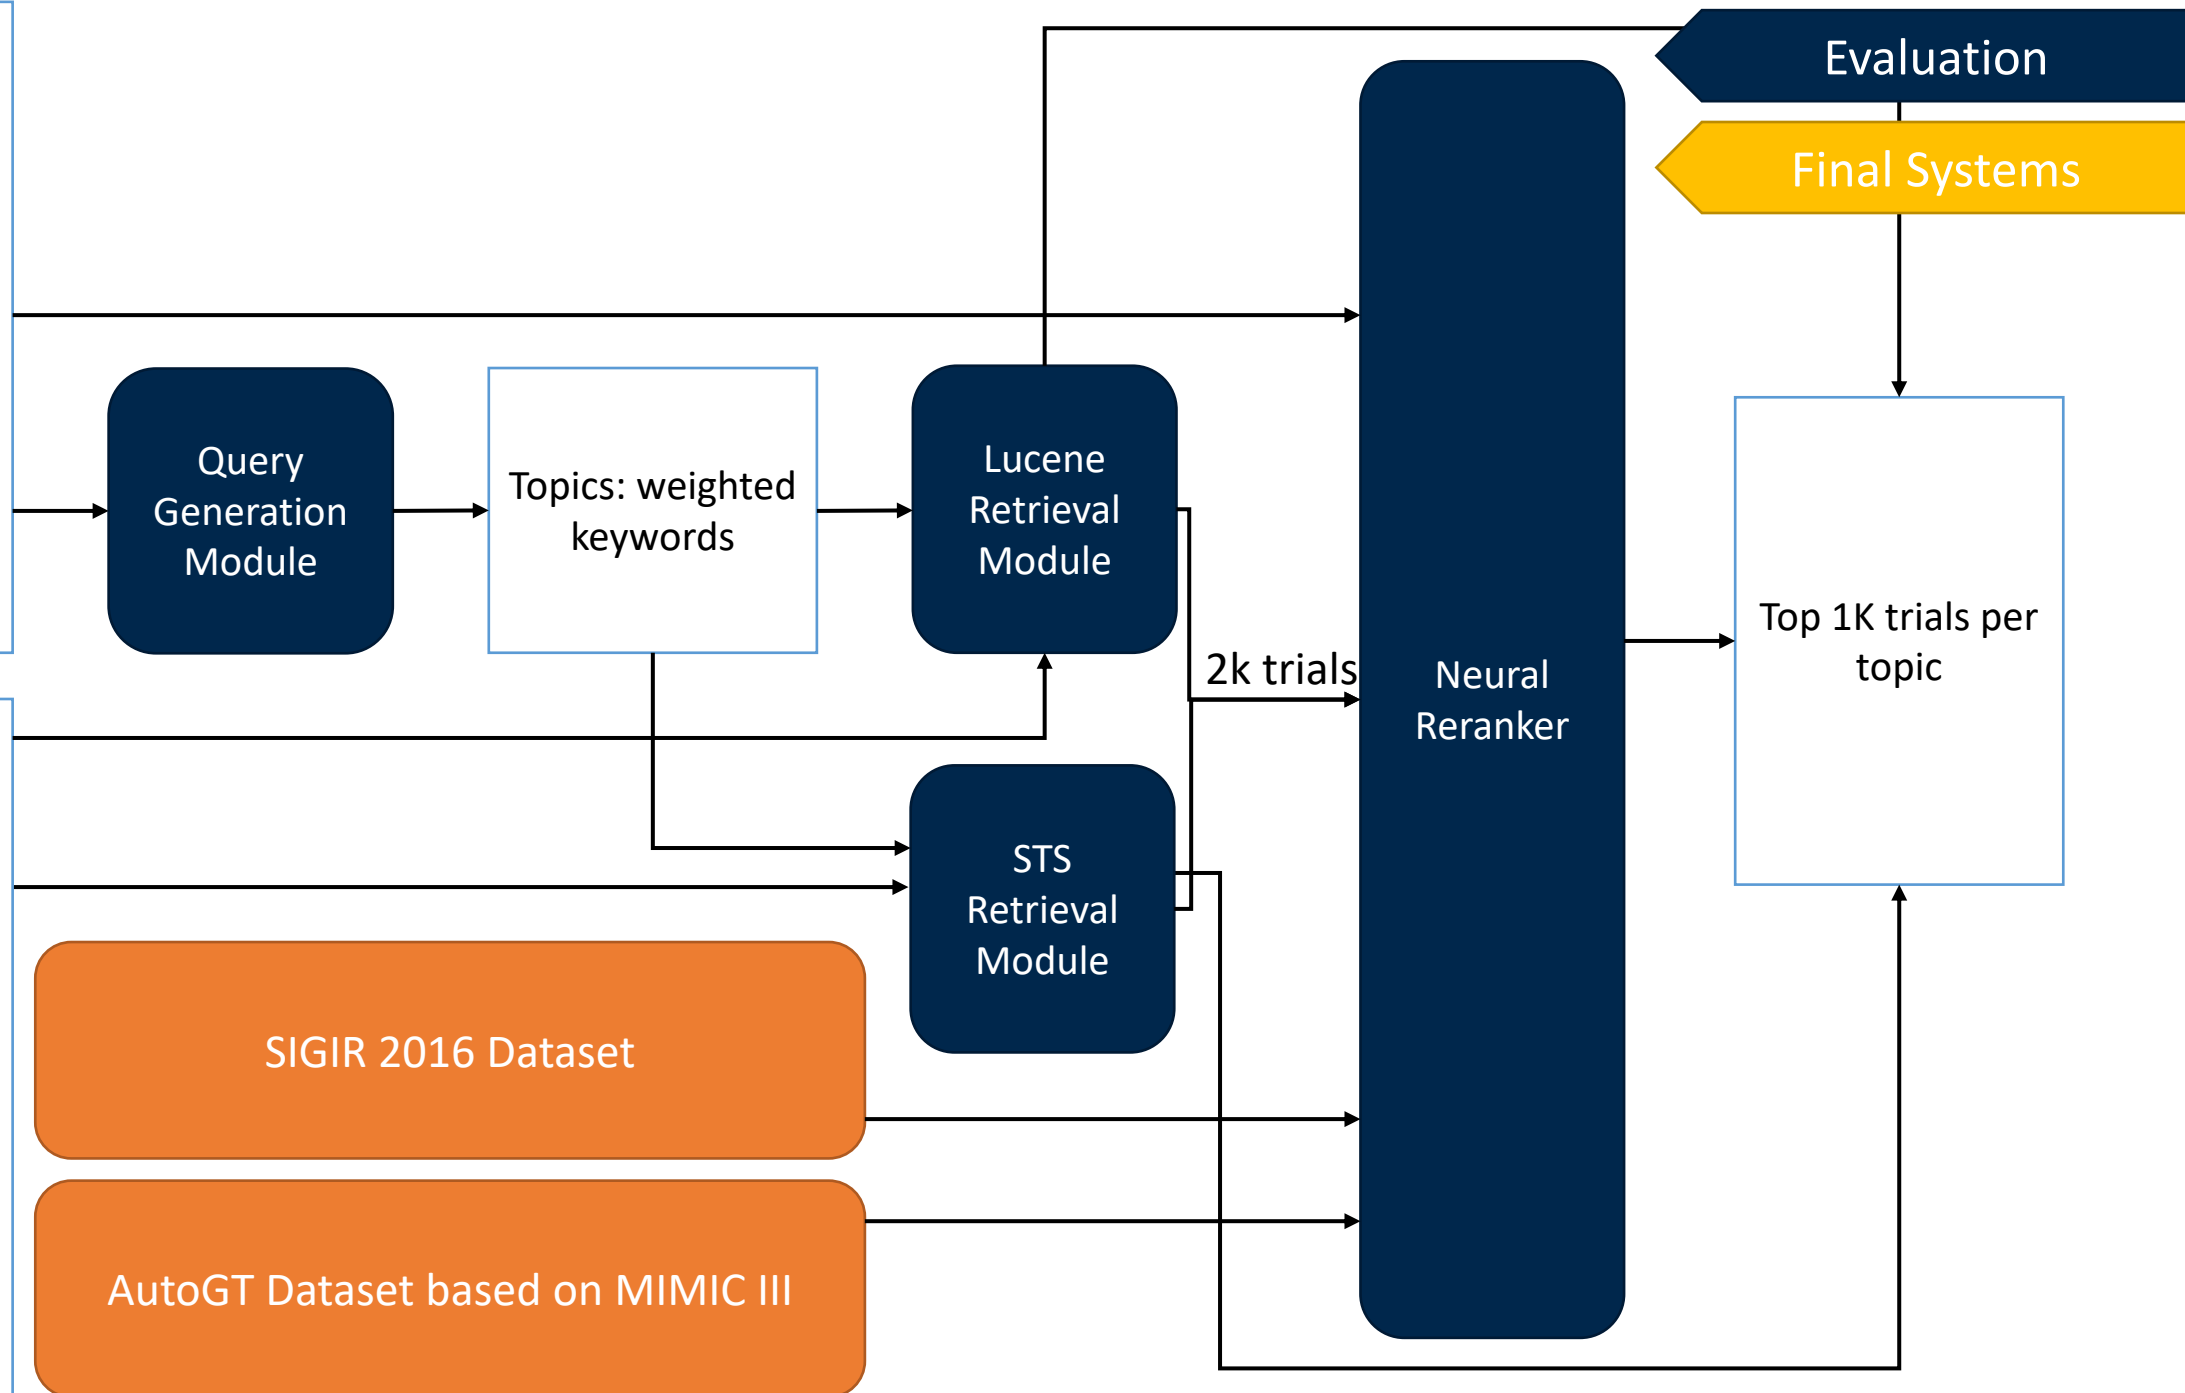 Evaluation
Final Systems
Query
Generation
Module
Topics: weighted
keywords
Lucene
Retrieval
Module
2k trials
Neural
Reranker
Top 1K trials per
topic
STS
Retrieval
Module
SIGIR 2016 Dataset
AutoGT Dataset based on MIMIC III